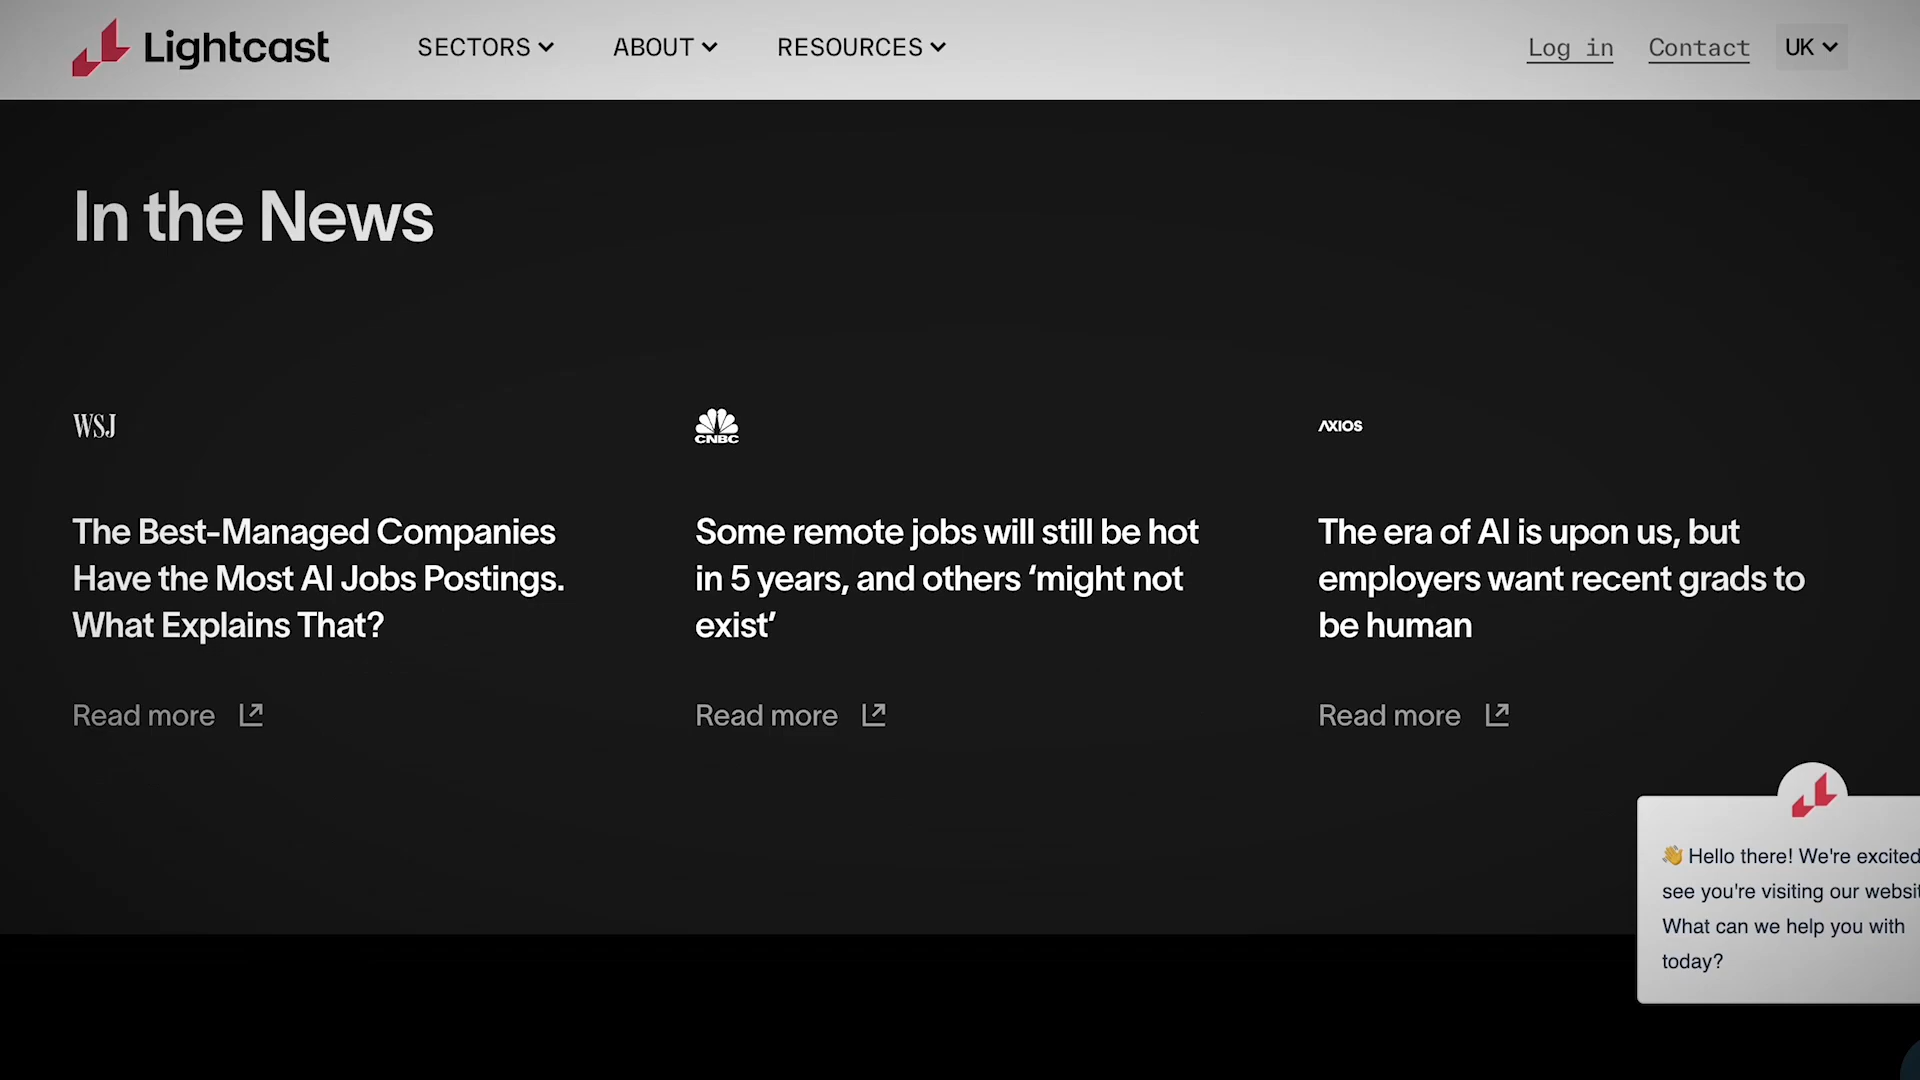 Lightcast
SECTORS
ABOUT
RESOURCES
Log in
Contact
UK
In the News
WSJ
The Best-Managed Companies
Have the Most AI Jobs Postings.
What Explains That?
Read more
CNBC
Some remote jobs will still be hot
in 5 years, and others ‘might not
exist’
Read more
AXIOS
The era of AI is upon us, but
employers want recent grads to
be human
Read more
👋 Hello there! We're excited
see you're visiting our websit
What can we help you with
today?